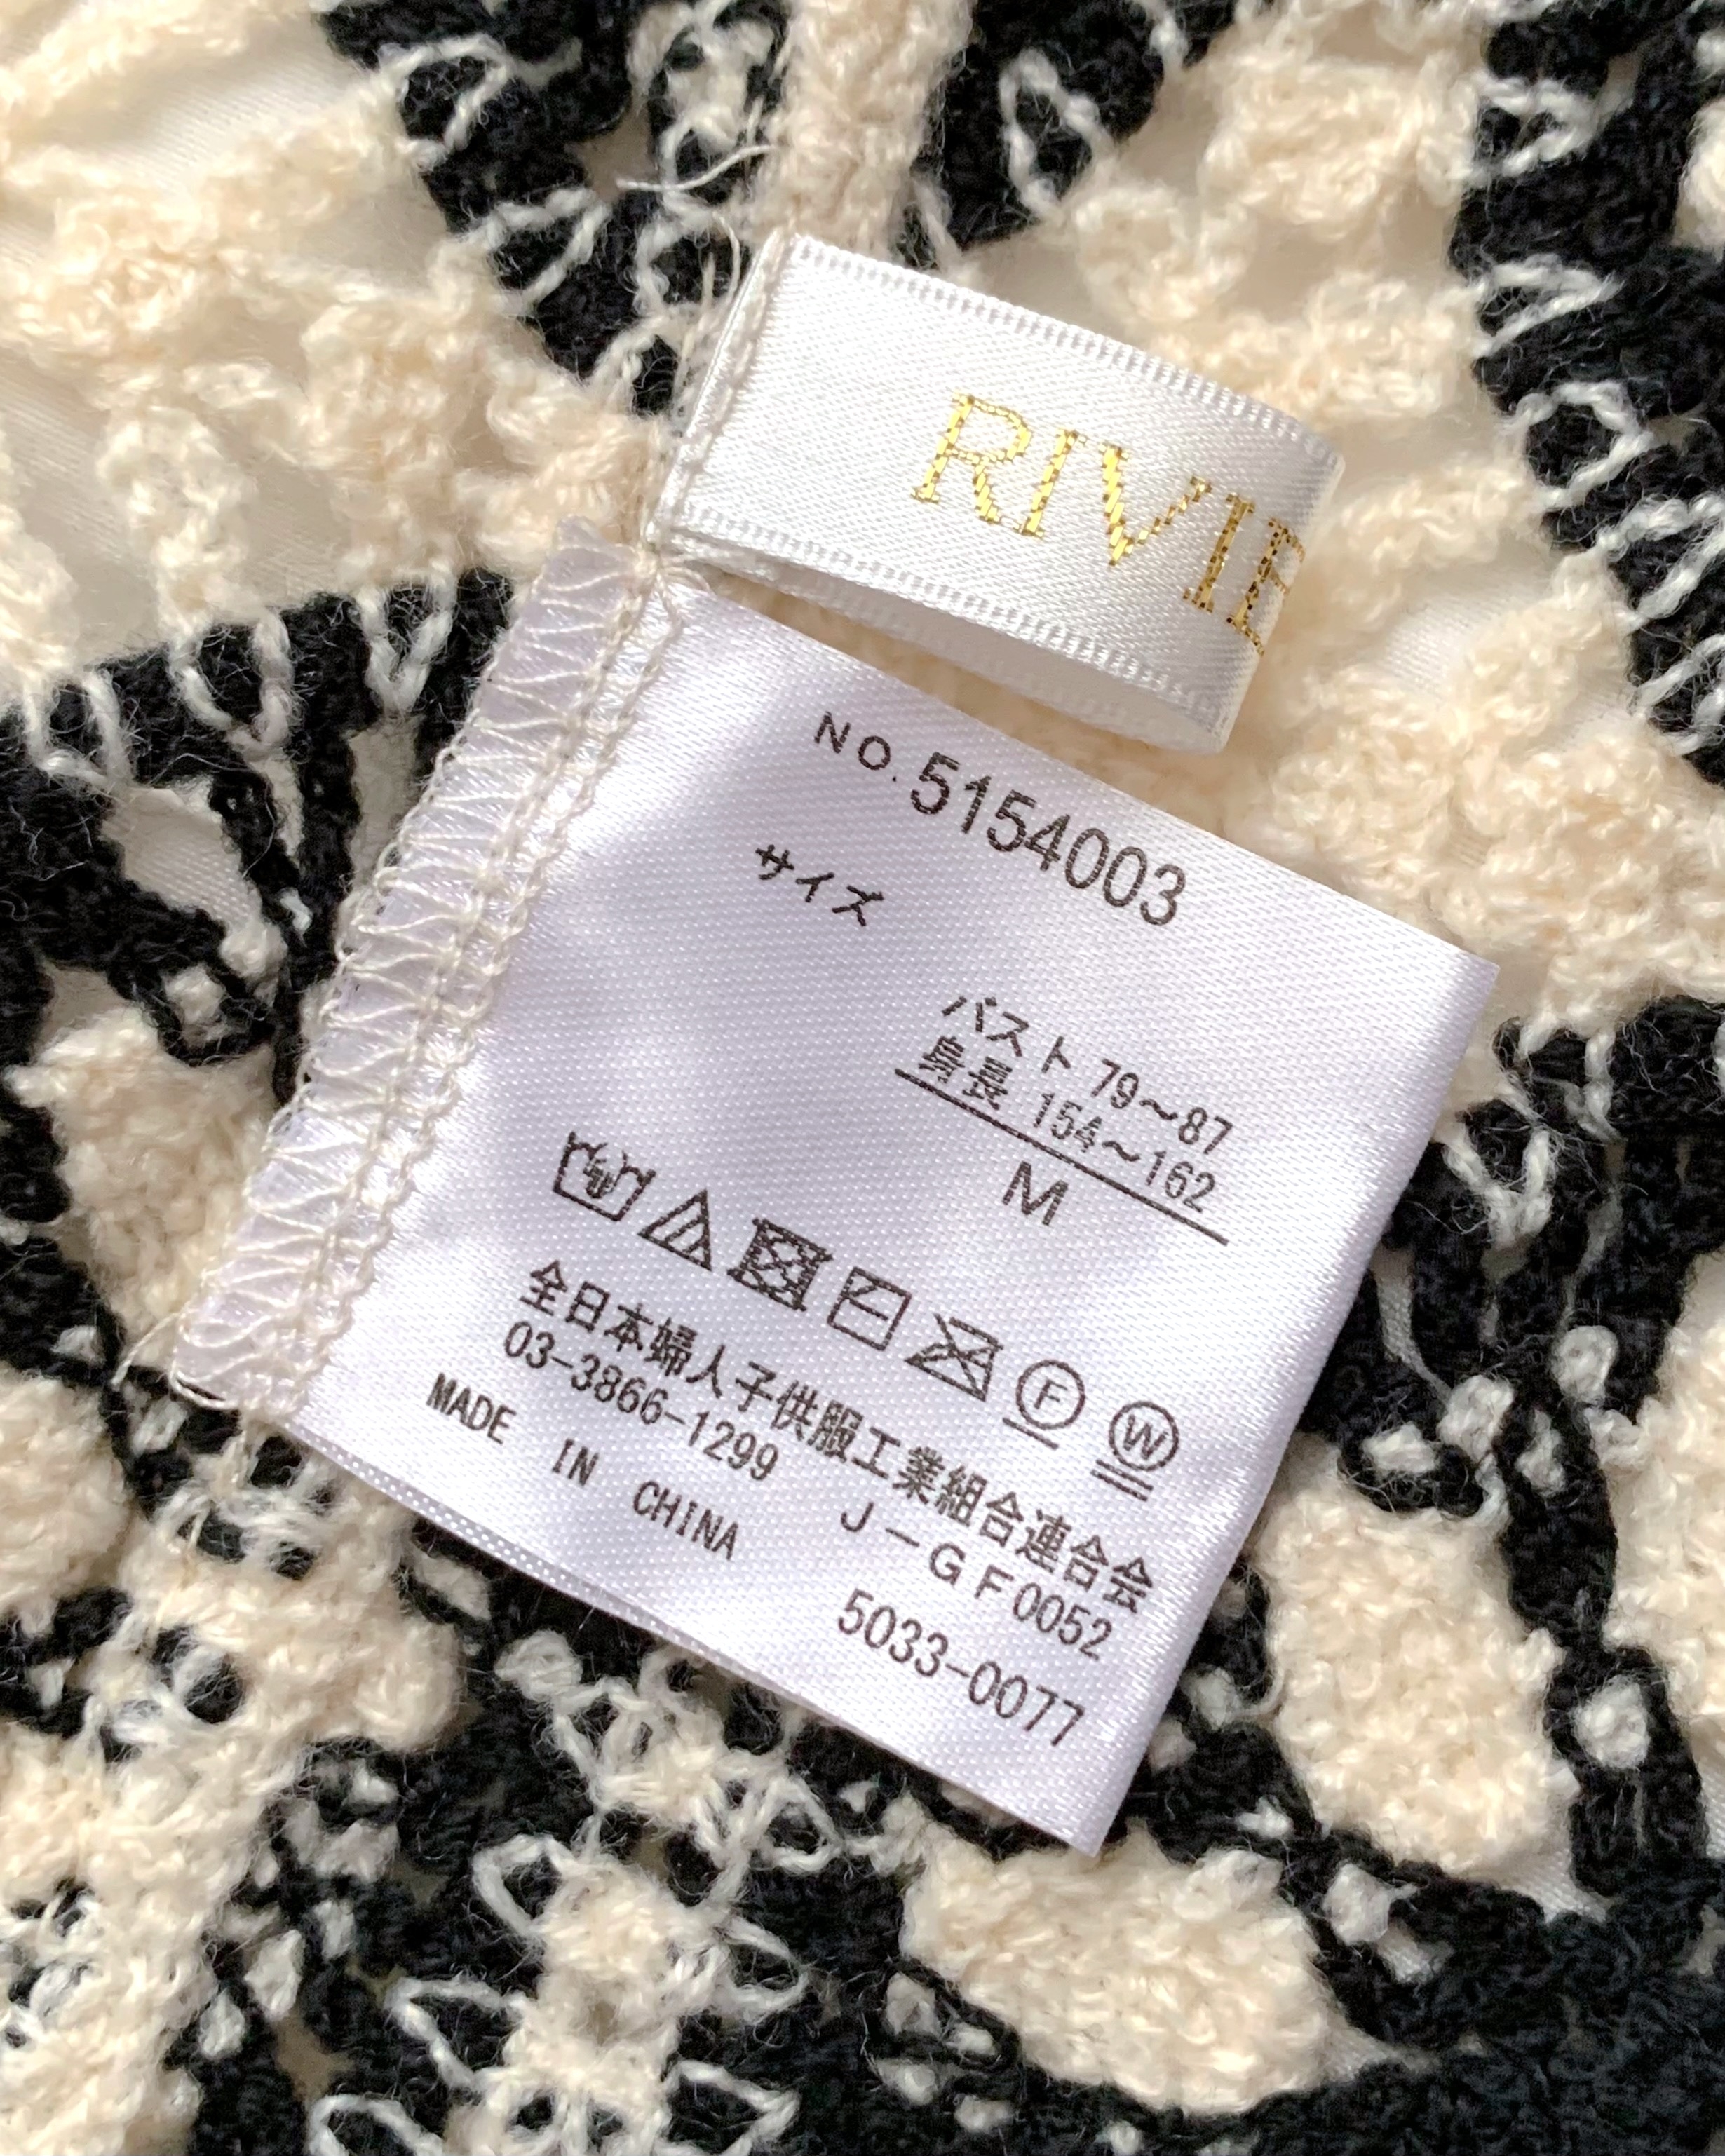 RIVIE
NO.5154003
サイズ
バスト 79～87
身長 154～162
M
F W
全日本婦人子供服工業組合連合会
03-3866-1299 J-GF0052
MADE IN CHINA 5033-0077